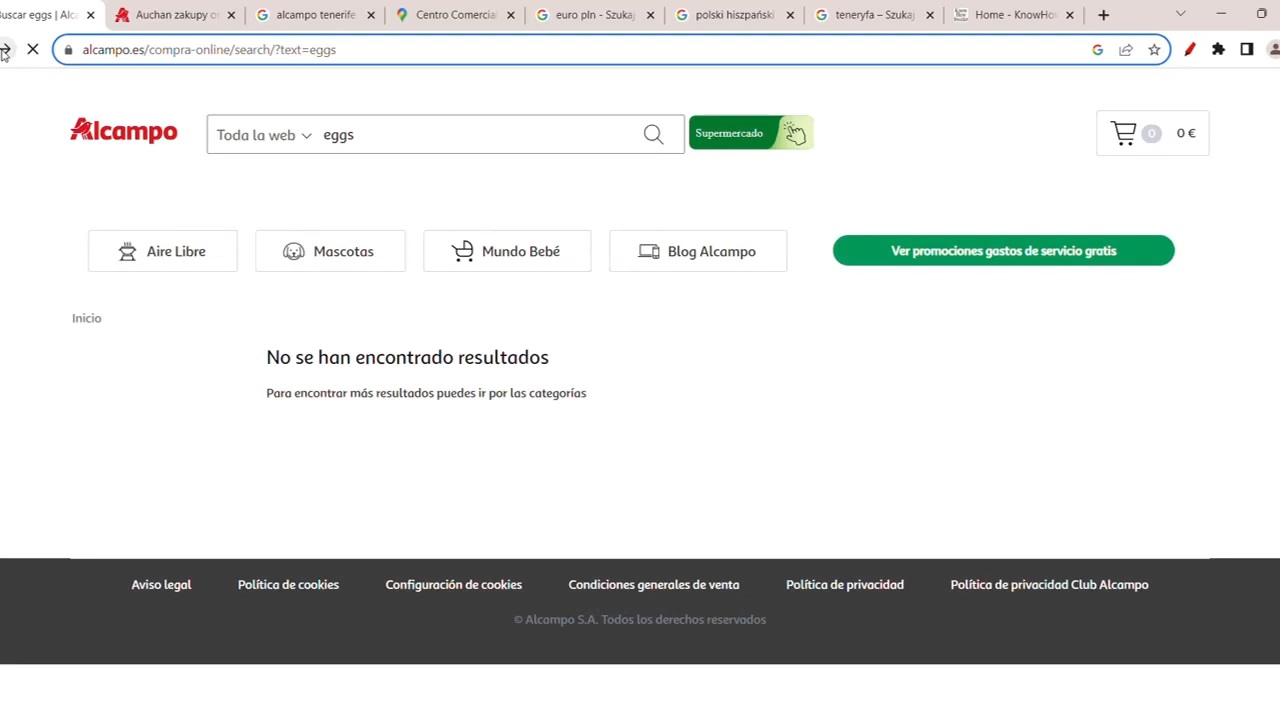 Buscar eggs | Alc
Auchan zakupy o
alcampo tenerife
Centro Comercia
euro pln - Szukaj
polski hiszpański
teneryfa – Szukaj
Home - KnowHo
alcampo.es/compra-online/search/?text=eggs
Alcampo
Toda la web
eggs
Supermercado
0
0 €
Aire Libre
Mascotas
Mundo Bebé
Blog Alcampo
Ver promociones gastos de servicio gratis
Inicio
No se han encontrado resultados
Para encontrar más resultados puedes ir por las categorías
Aviso legal
Política de cookies
Configuración de cookies
Condiciones generales de venta
Política de privacidad
Política de privacidad Club Alcampo
© Alcampo S.A. Todos los derechos reservados